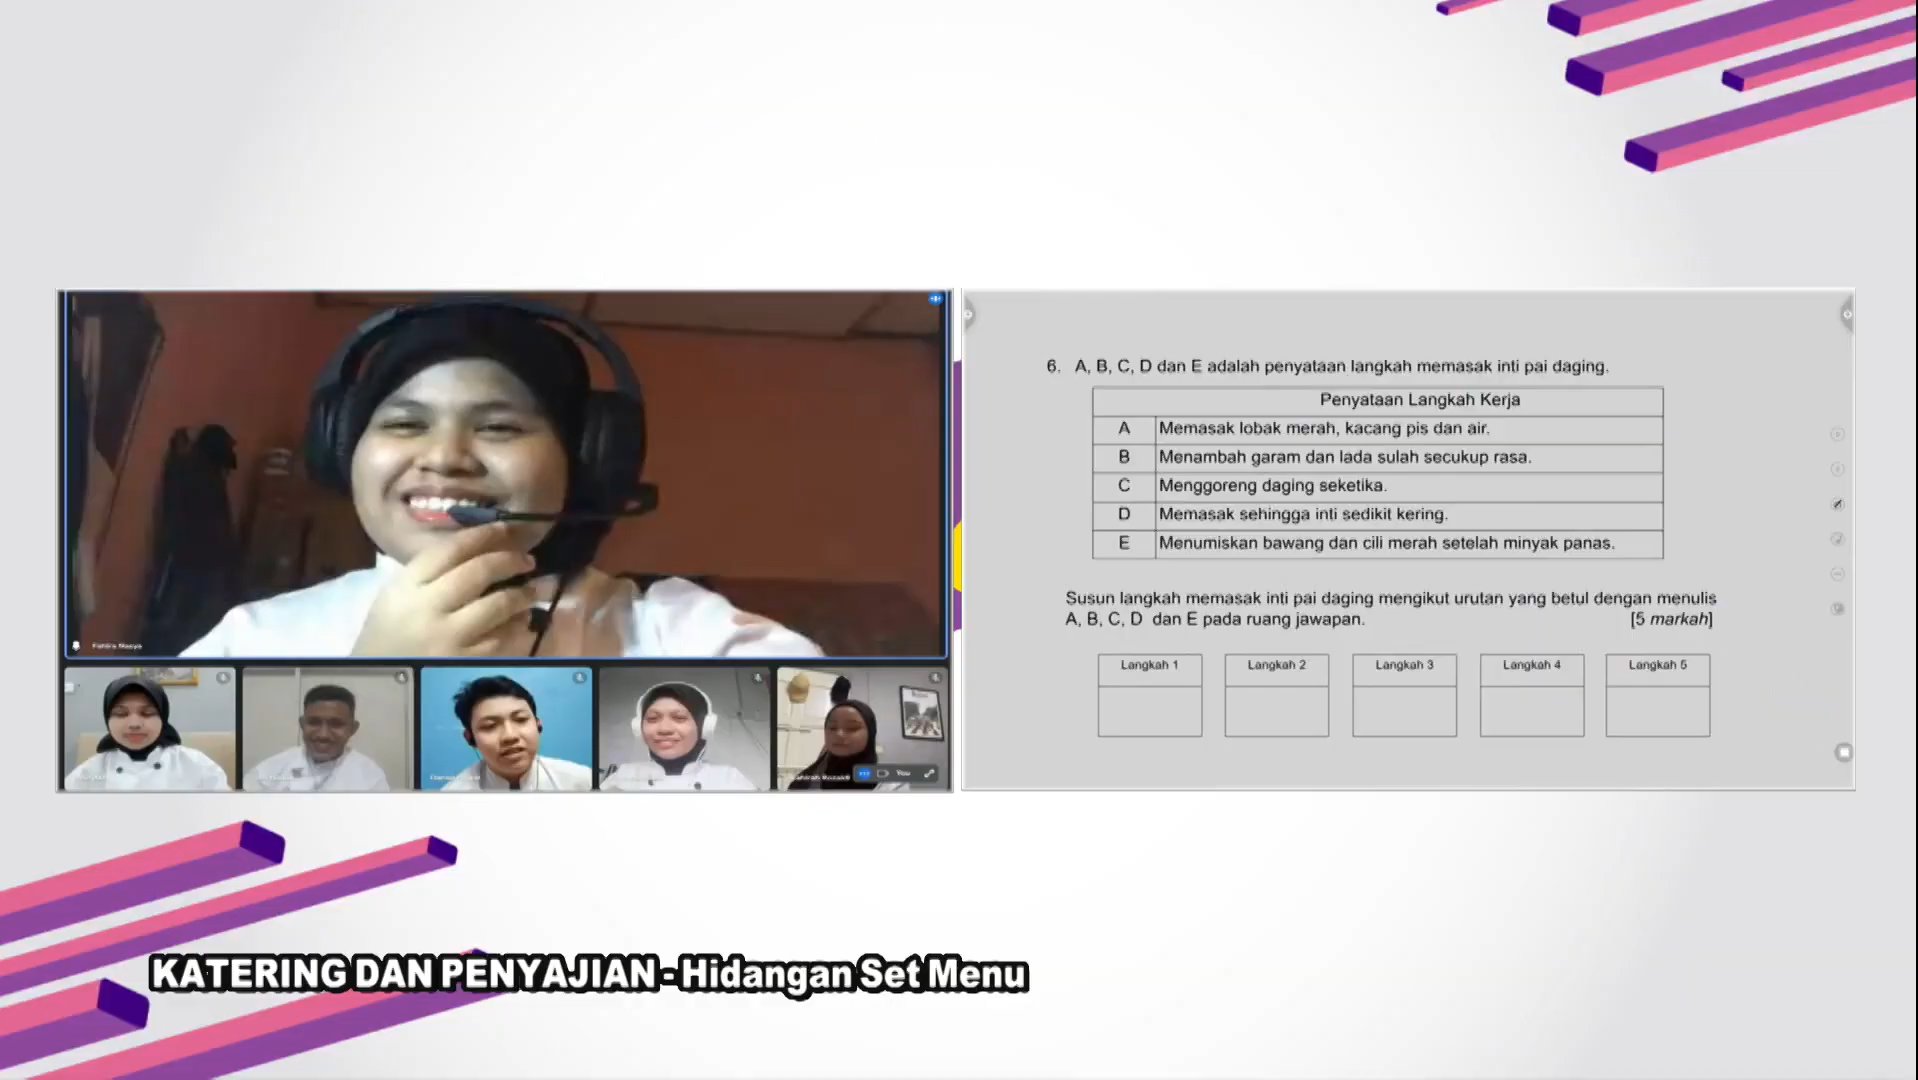 6. A, B, C, D dan E adalah penyataan langkah memasak inti pai daging.
Penyataan Langkah Kerja
A Memasak lobak merah, kacang pis dan air.
B Menambah garam dan lada sulah secukup rasa.
C Menggoreng daging seketika.
D Memasak sehingga inti sedikit kering.
E Menumiskan bawang dan cili merah setelah minyak panas.
Susun langkah memasak inti pai daging mengikut urutan yang betul dengan menulis
A, B, C, D dan E pada ruang jawapan. [5 markah]
Langkah 1 Langkah 2 Langkah 3 Langkah 4 Langkah 5
You
KATERING DAN PENYAJIAN - Hidangan Set Menu